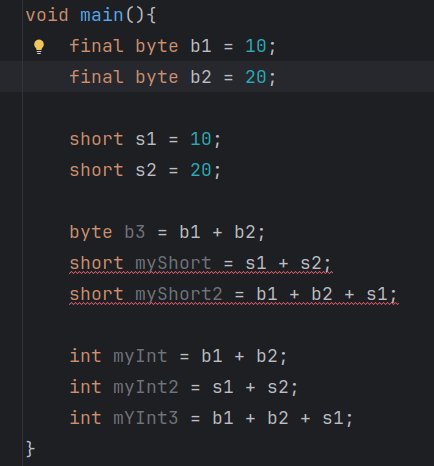 void main(){
final byte b1 = 10;
final byte b2 = 20;
short s1 = 10;
short s2 = 20;
byte b3 = b1 + b2;
short myShort = s1 + s2;
short myShort2 = b1 + b2 + s1;
int myInt = b1 + b2;
int myInt2 = s1 + s2;
int mYInt3 = b1 + b2 + s1;
}